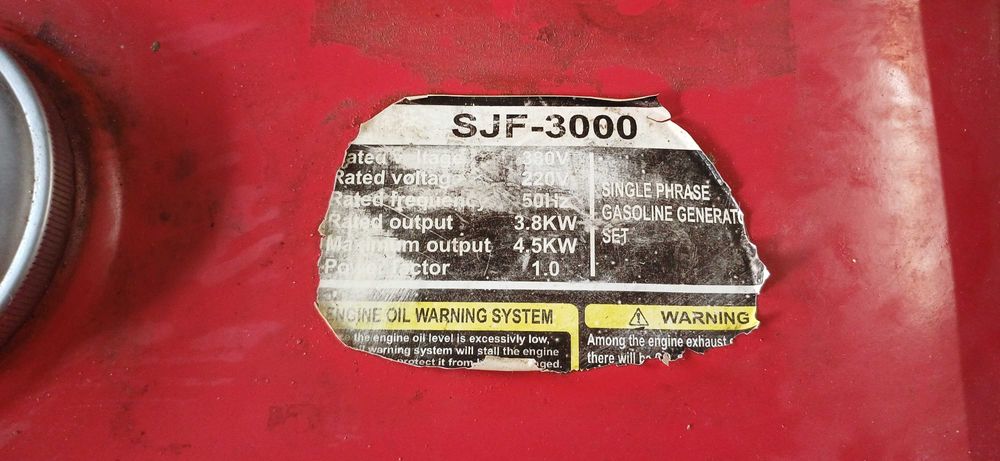 SJF-3000
Rated voltage 380V
Rated voltage 220V
Rated frequency 50Hz
Rated output 3.8KW
Maximum output 4.5KW
Power factor 1.0
SINGLE PHRASE
GASOLINE GENERATO
SET
ENGINE OIL WARNING SYSTEM
the engine oil level is excessivly low,
warning system will stall the engine
protect it from
WARNING
Among the engine exhaust
there will be